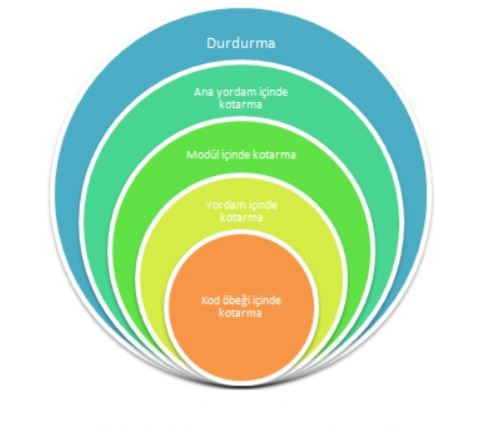 Durdurma
Ana yordam içinde
kotarma
Modül içinde kotarma
Yordam içinde
kotarma
Kod öbeği içinde
kotarma